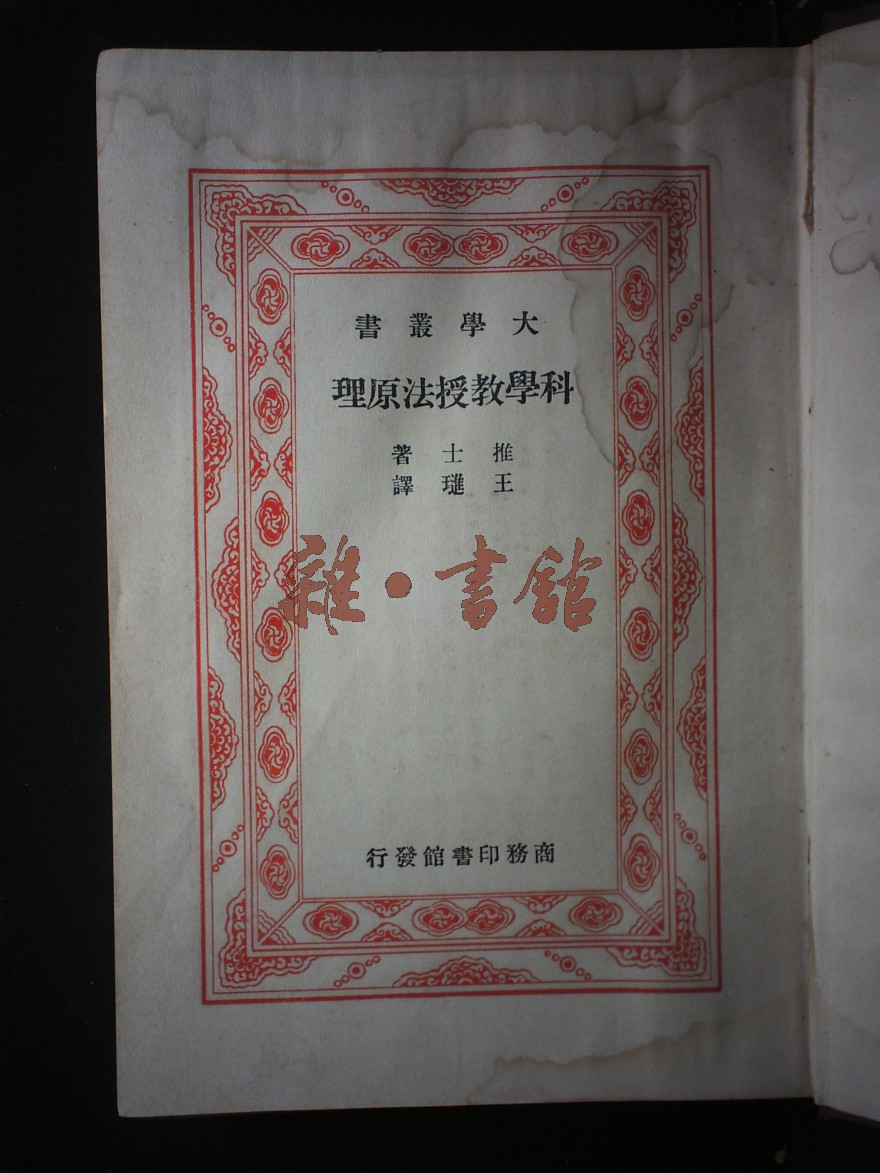 大學叢書
科學教授法原理
推士著
王璡譯
雜·書館
商務印書館發行